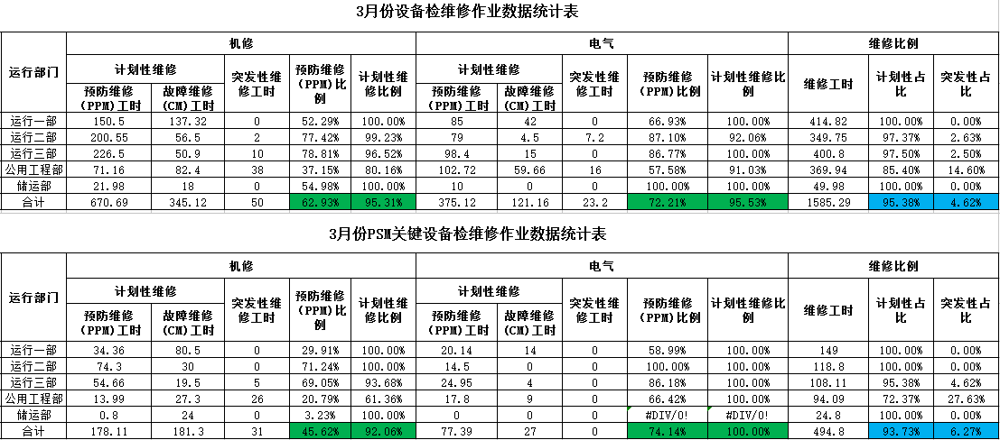 3月份设备检维修作业数据统计表
运行部门 机修 电气 维修比例
计划性维修 突发性维修工时 预防维修(PPM)比例 计划性维修比例 计划性维修 突发性维修工时 预防维修(PPM)比例 计划性维修比例 维修工时 计划性占比 突发性占比
预防维修(PPM)工时 故障维修(CM)工时 预防维修(PPM)工时 故障维修(CM)工时
运行一部 150.5 137.32 0 52.29% 100.00% 85 42 0 66.93% 100.00% 414.82 100.00% 0.00%
运行二部 200.55 56.5 2 77.42% 99.23% 79 4.5 7.2 87.10% 92.06% 349.75 97.37% 2.63%
运行三部 226.5 50.9 10 78.81% 96.52% 98.4 15 0 86.77% 100.00% 400.8 97.50% 2.50%
公用工程部 71.16 82.4 38 37.15% 80.16% 102.72 59.66 16 57.58% 91.03% 369.94 85.40% 14.60%
储运部 21.98 18 0 54.98% 100.00% 10 0 0 100.00% 100.00% 49.98 100.00% 0.00%
合计 670.69 345.12 50 62.93% 95.31% 375.12 121.16 23.2 72.21% 95.53% 1585.29 95.38% 4.62%
3月份PSM关键设备检维修作业数据统计表
运行部门 机修 电气 维修比例
计划性维修 突发性维修工时 预防维修(PPM)比例 计划性维修比例 计划性维修 突发性维修工时 预防维修(PPM)比例 计划性维修比例 维修工时 计划性占比 突发性占比
预防维修(PPM)工时 故障维修(CM)工时 预防维修(PPM)工时 故障维修(CM)工时
运行一部 34.36 80.5 0 29.91% 100.00% 20.14 14 0 58.99% 100.00% 149 100.00% 0.00%
运行二部 74.3 30 0 71.24% 100.00% 14.5 0 0 100.00% 100.00% 118.8 100.00% 0.00%
运行三部 54.66 19.5 5 69.05% 93.68% 24.95 4 0 86.18% 100.00% 108.11 95.38% 4.62%
公用工程部 13.99 27.3 26 20.79% 61.36% 17.8 9 0 66.42% 100.00% 94.09 72.37% 27.63%
储运部 0.8 24 0 3.23% 100.00% 0 0 0 #DIV/0! #DIV/0! 24.8 100.00% 0.00%
合计 178.11 181.3 31 45.62% 92.06% 77.39 27 0 74.14% 100.00% 494.8 93.73% 6.27%